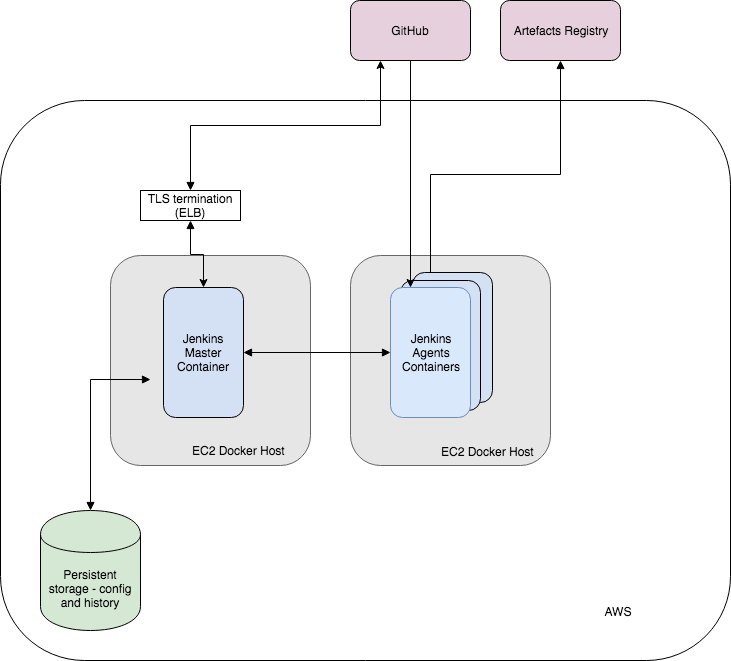 GitHub
Artefacts Registry
TLS termination
(ELB)
Jenkins
Master
Container
Jenkins
Agents
Containers
EC2 Docker Host
EC2 Docker Host
Persistent
storage - config
and history
AWS